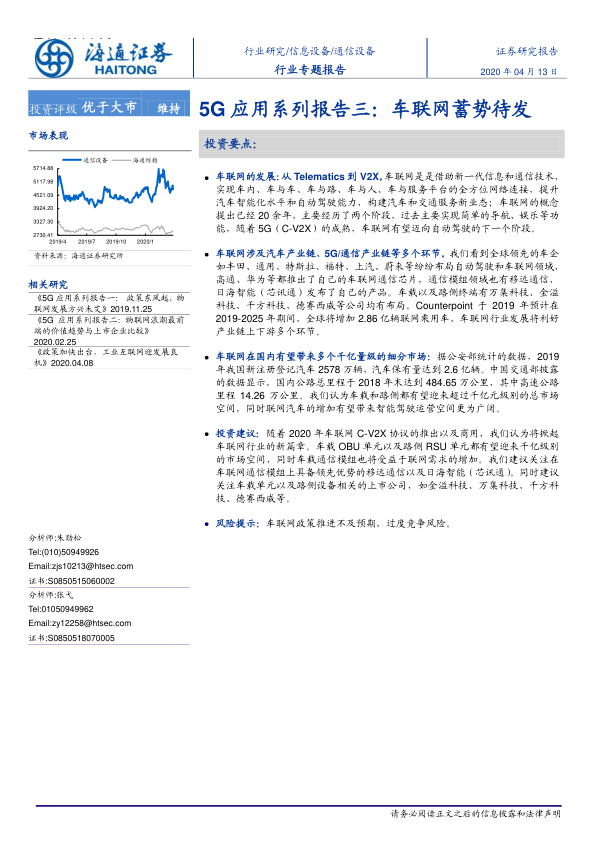 海通证券
HAITONG
行业研究/信息设备/通信设备
行业专题报告
证券研究报告
2020 年 04 月 13 日
投资评级 优于大市 维持
市场表现
通信设备 海通综指
5714.88
5117.98
4521.09
3924.20
3327.30
2730.41
2019/4 2019/7 2019/10 2020/1
资料来源：海通证券研究所
相关研究
《5G 应用系列报告一： 政策东风起，物
联网发展方兴未艾》2019.11.25
《5G 应用系列报告二：物联网浪潮最前
端的价值趋势与上市企业比较》
2020.02.25
《政策加快出台，工业互联网迎发展良
机》2020.04.08
分析师:朱劲松
Tel:(010)50949926
Email:zjs10213@htsec.com
证书:S0850515060002
分析师:张弋
Tel:01050949962
Email:zy12258@htsec.com
证书:S0850518070005
5G 应用系列报告三：车联网蓄势待发
投资要点：
● 车联网的发展：从 Telematics 到 V2X。车联网是是借助新一代信息和通信技术，
实现车内、车与车、车与路、车与人、车与服务平台的全方位网络连接，提升
汽车智能化水平和自动驾驶能力，构建汽车和交通服务新业态；车联网的概念
提出已经 20 余年，主要经历了两个阶段，过去主要实现简单的导航、娱乐等功
能，随着 5G（C-V2X）的成熟，车联网有望迈向自动驾驶的下一个阶段。
● 车联网涉及汽车产业链、5G/通信产业链等多个环节。我们看到全球领先的车企
如丰田、通用、特斯拉、福特、上汽、蔚来等纷纷布局自动驾驶和车联网领域，
高通、华为等都推出了自己的车联网通信芯片。通信模组领域也有移远通信、
日海智能（芯讯通）发布了自己的产品。车载以及路侧终端有万集科技、金溢
科技、千方科技、德赛西威等公司均有布局。Counterpoint 于 2019 年预计在
2019-2025 年期间，全球将增加 2.86 亿辆联网乘用车，车联网行业发展将利好
产业链上下游多个环节。
● 车联网在国内有望带来多个千亿量级的细分市场：据公安部统计的数据，2019
年我国新注册登记汽车 2578 万辆，汽车保有量达到 2.6 亿辆。中国交通部披露
的数据显示，国内公路总里程于 2018 年末达到 484.65 万公里，其中高速公路
里程 14.26 万公里。我们认为车载和路侧都有望迎来超过千亿元级别的总市场
空间，同时联网汽车的增加有望带来智能驾驶运营空间更为广阔。
● 投资建议：随着 2020 年车联网 C-V2X 协议的推出以及商用，我们认为将掀起
车联网行业的新篇章。车载 OBU 单元以及路侧 RSU 单元都有望迎来千亿级别
的市场空间，同时车载通信模组也将受益于联网需求的增加。我们建议关注在
车联网通信模组上具备领先优势的移远通信以及日海智能（芯讯通）。同时建议
关注车载单元以及路侧设备相关的上市公司，如金溢科技、万集科技、千方科
技、德赛西威等。
● 风险提示：车联网政策推进不及预期，过度竞争风险。
请务必阅读正文之后的信息披露和法律声明